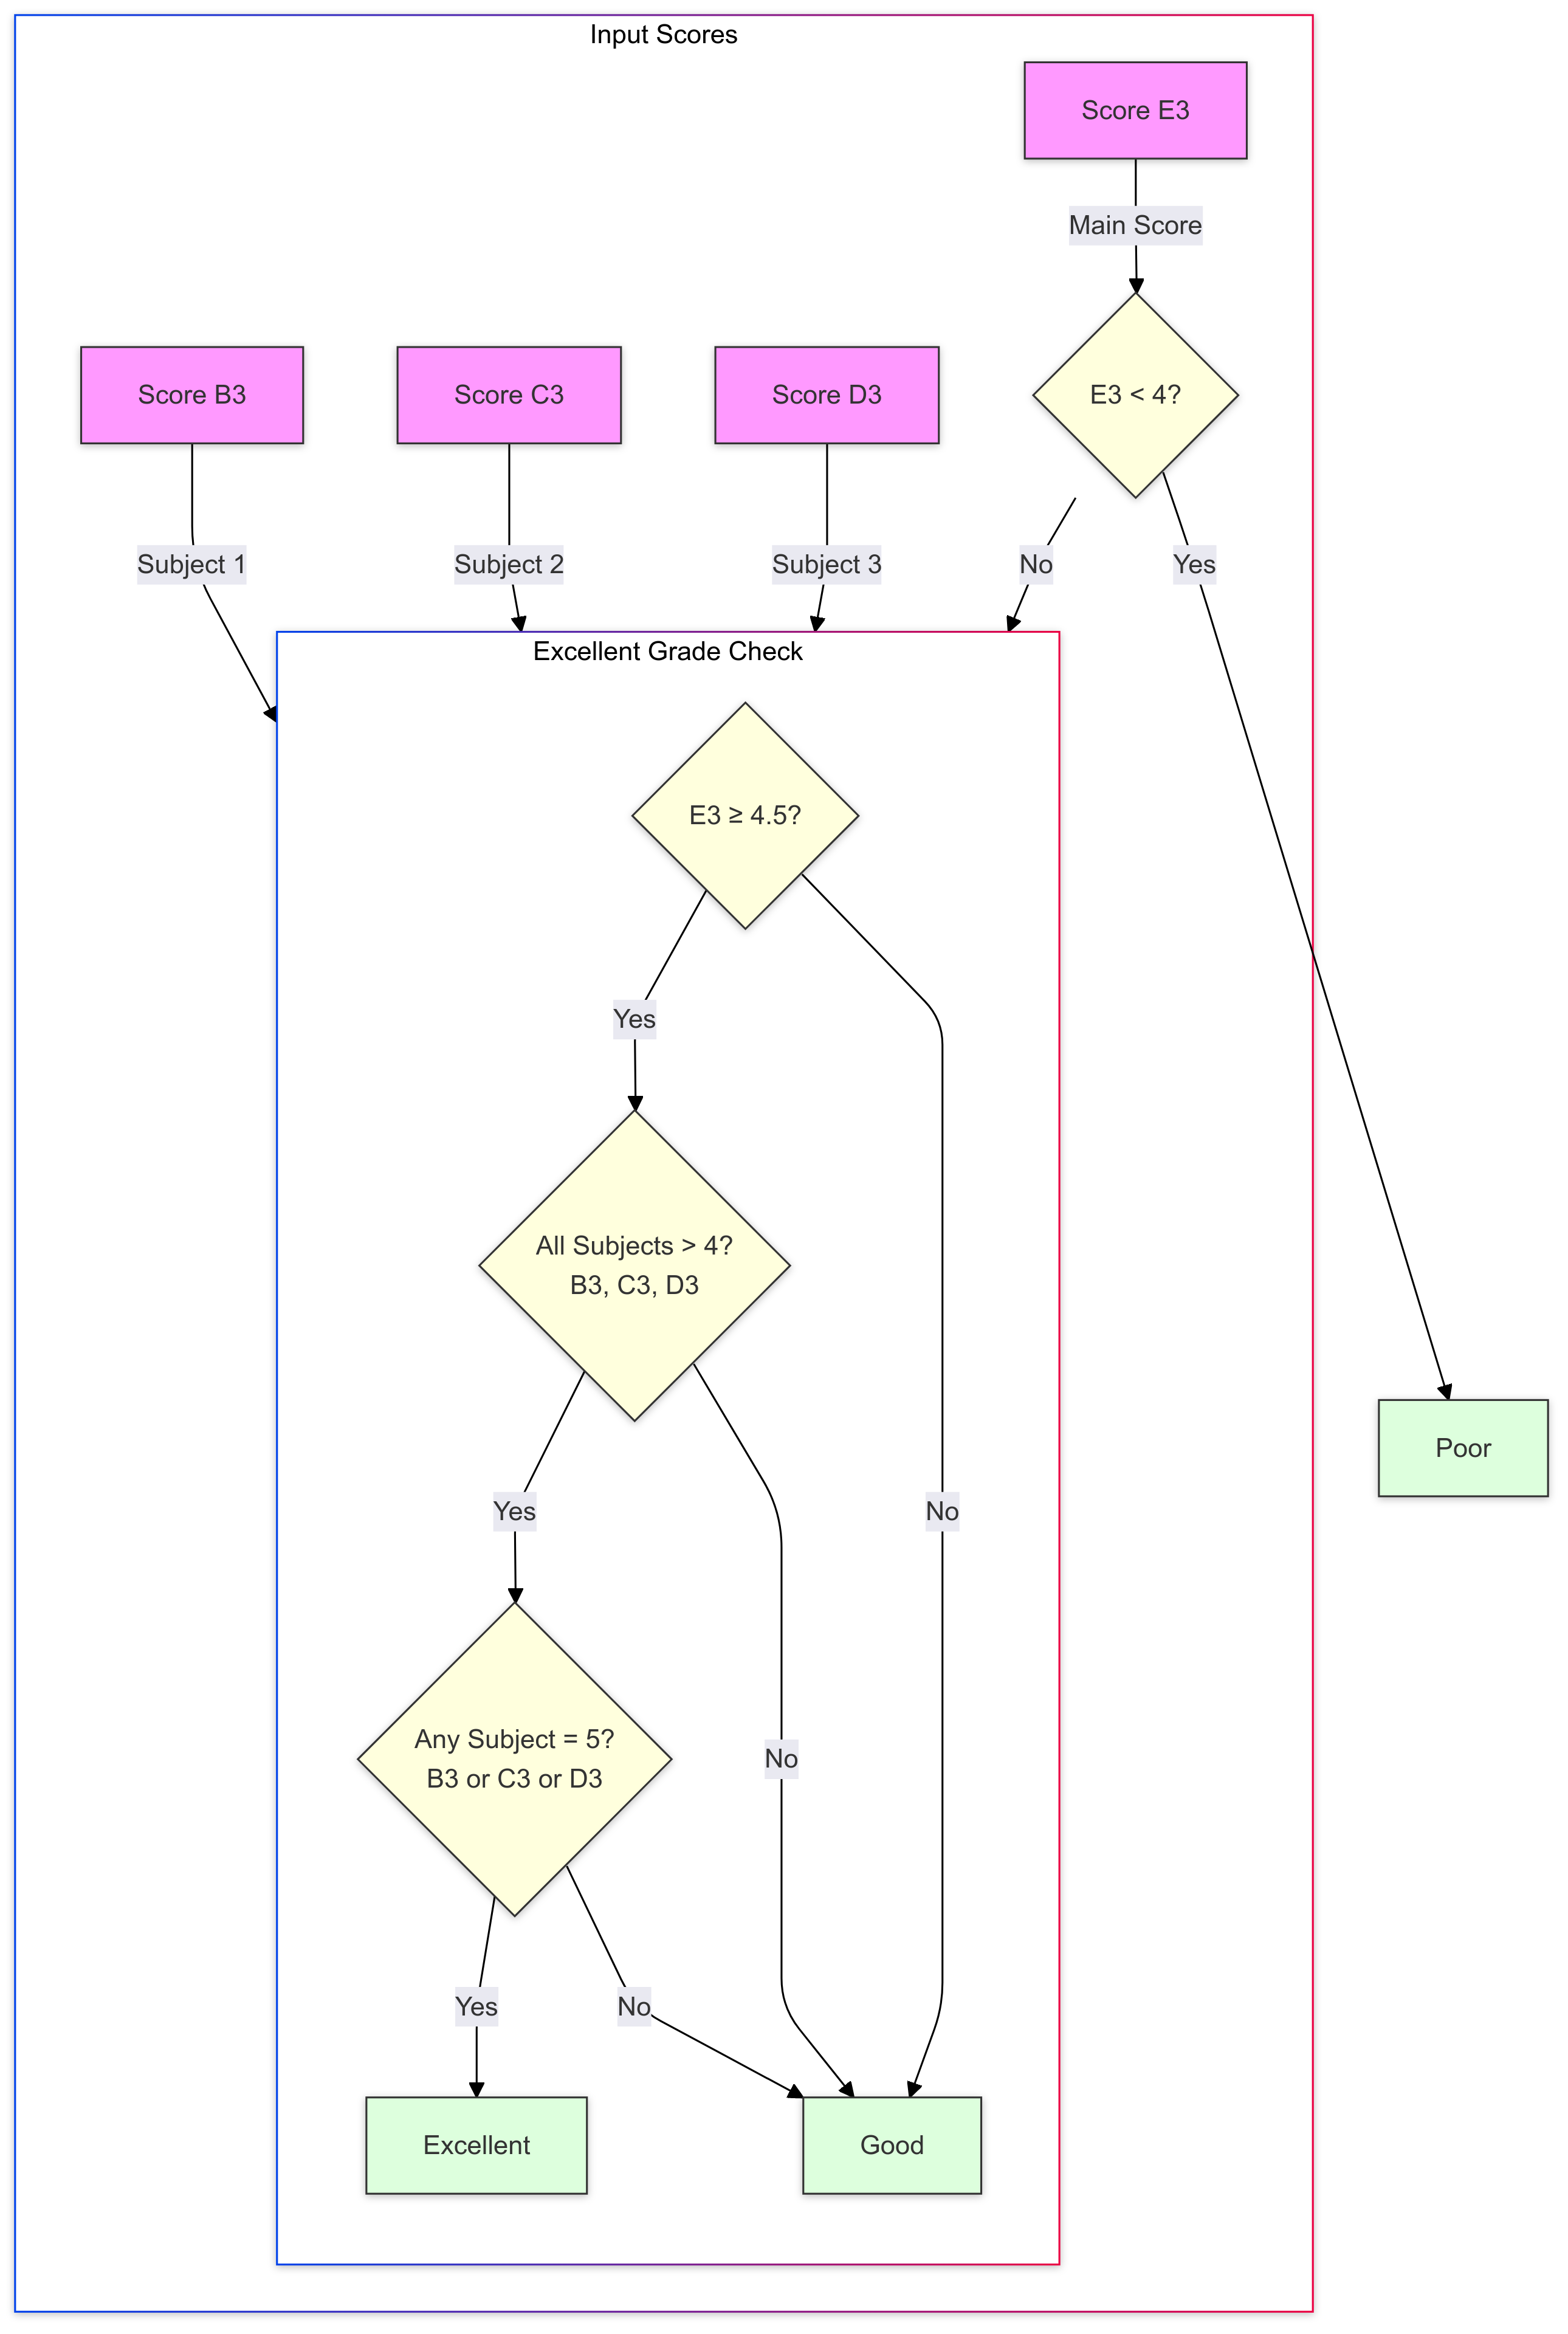 Input Scores
Score E3
Main Score
Score B3
Score C3
Score D3
E3 < 4?
Subject 1
Subject 2
Subject 3
No
Yes
Excellent Grade Check
E3 ≥ 4.5?
Yes
All Subjects > 4?
B3, C3, D3
Poor
Yes
No
Any Subject = 5?
B3 or C3 or D3
No
Yes
No
Excellent
Good